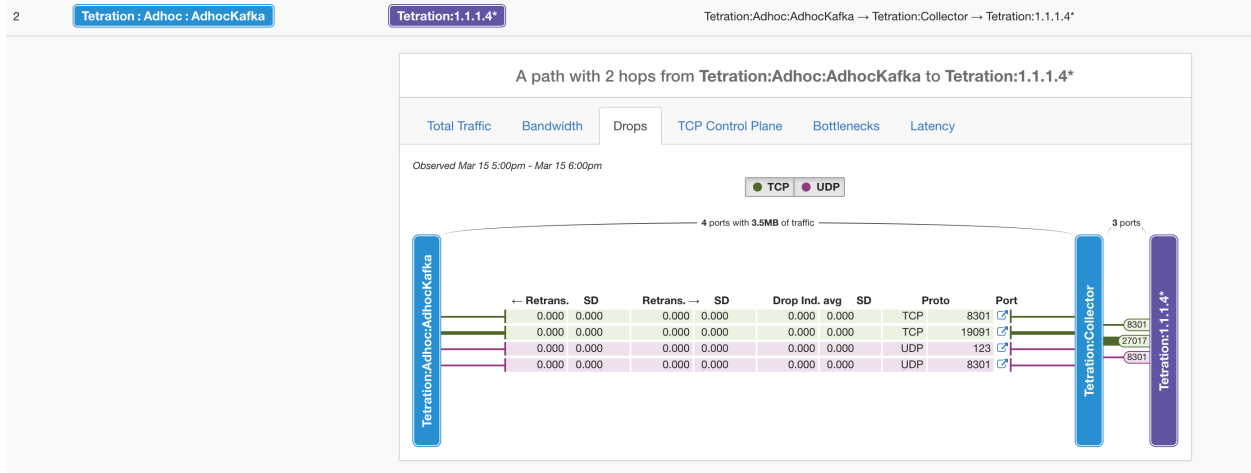 2 Tetration : Adhoc : AdhocKafka Tetration:1.1.1.4* Tetration:Adhoc:AdhocKafka → Tetration:Collector → Tetration:1.1.1.4*
A path with 2 hops from Tetration:Adhoc:AdhocKafka to Tetration:1.1.1.4*
Total Traffic Bandwidth Drops TCP Control Plane Bottlenecks Latency
Observed Mar 15 5:00pm - Mar 15 6:00pm
TCP UDP
4 ports with 3.5MB of traffic 3 ports
Tetration:Adhoc:AdhocKafka
← Retrans. SD Retrans. → SD Drop Ind. avg SD Proto Port
0.000 0.000 0.000 0.000 0.000 0.000 TCP 8301
0.000 0.000 0.000 0.000 0.000 0.000 TCP 19091
0.000 0.000 0.000 0.000 0.000 0.000 UDP 123
0.000 0.000 0.000 0.000 0.000 0.000 UDP 8301
Tetration:Collector
8301
27017
8301
Tetration:1.1.1.4*